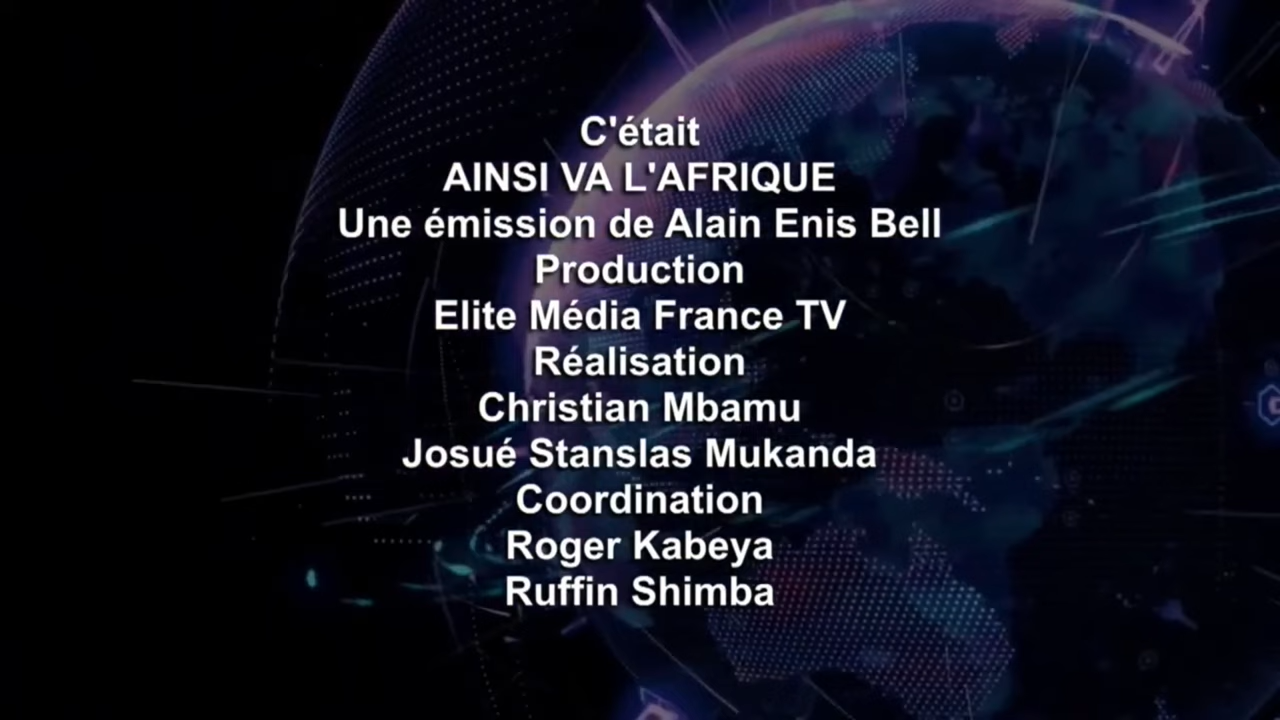 C'était
AINSI VA L'AFRIQUE
Une émission de Alain Enis Bell
Production
Elite Média France TV
Réalisation
Christian Mbamu
Josué Stanslas Mukanda
Coordination
Roger Kabeya
Ruffin Shimba